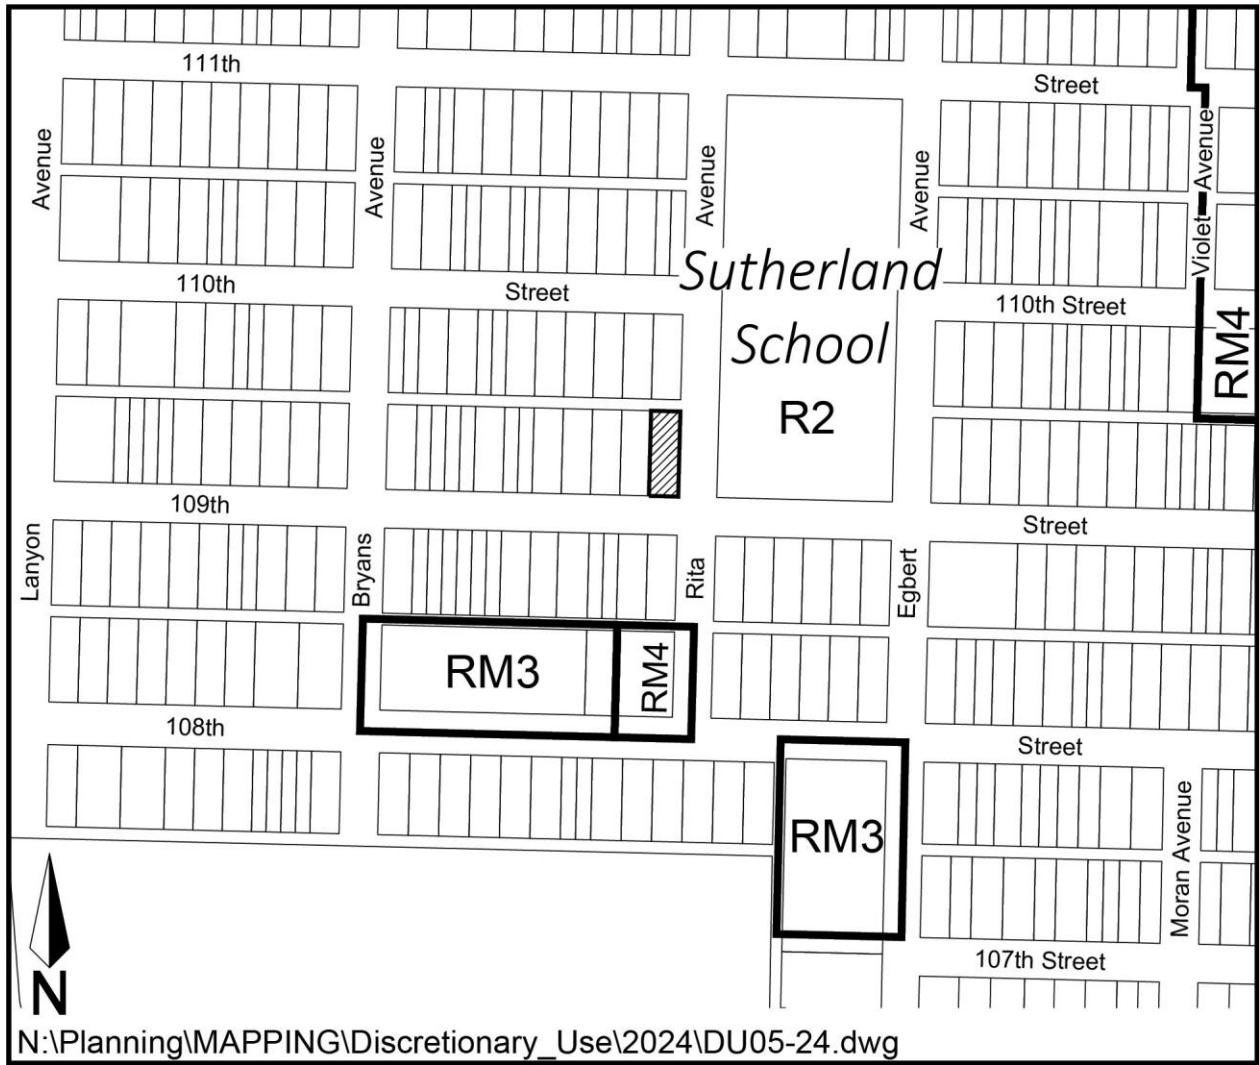 111th
Street
Avenue
Avenue
Avenue
Avenue
Violet Avenue
Sutherland
School
R2
110th
Street
110th Street
RM4
109th
Street
Lanyon
Bryans
Rita
Egbert
RM3
RM4
108th
Street
RM3
Moran Avenue
107th Street
N
N:\Planning\MAPPING\Discretionary_Use\2024\DU05-24.dwg